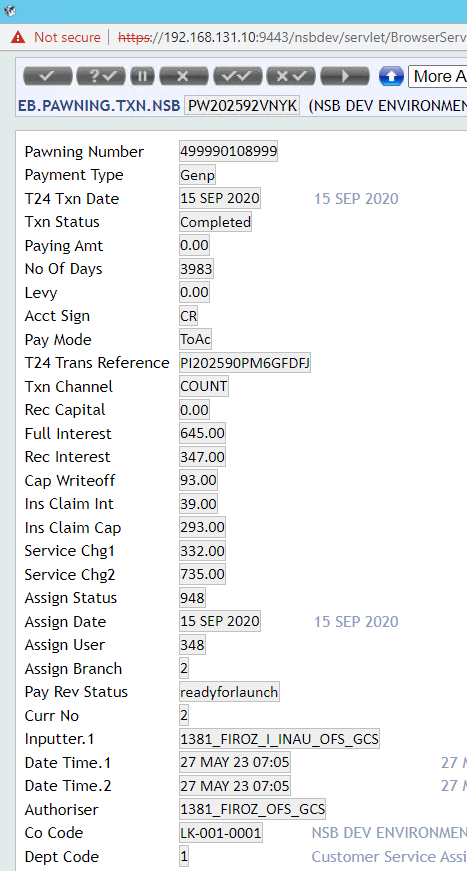 Not secure | https://192.168.131.10:9443/nsbdev/servlet/BrowserServ
More A
EB.PAWNING.TXN.NSB PW202592VNYK (NSB DEV ENVIRONMEN
Pawning Number 499990108999
Payment Type Genp
T24 Txn Date 15 SEP 2020 15 SEP 2020
Txn Status Completed
Paying Amt 0.00
No Of Days 3983
Levy 0.00
Acct Sign CR
Pay Mode ToAc
T24 Trans Reference PI202590PM6GFDFJ
Txn Channel COUNT
Rec Capital 0.00
Full Interest 645.00
Rec Interest 347.00
Cap Writeoff 93.00
Ins Claim Int 39.00
Ins Claim Cap 293.00
Service Chg1 332.00
Service Chg2 735.00
Assign Status 948
Assign Date 15 SEP 2020 15 SEP 2020
Assign User 348
Assign Branch 2
Pay Rev Status readyforlaunch
Curr No 2
Inputter.1 1381_FIROZ_I_INAU_OFS_GCS
Date Time.1 27 MAY 23 07:05 27 M
Date Time.2 27 MAY 23 07:05 27 M
Authoriser 1381_FIROZ_OFS_GCS
Co Code LK-001-0001 NSB DEV ENVIRONMEN
Dept Code 1 Customer Service Assi